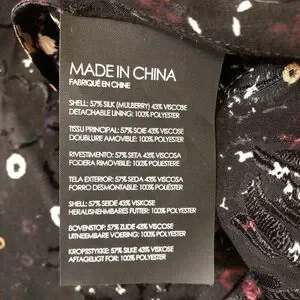 MADE IN CHINA
FABRIQUÉ EN CHINE
SHELL: 57% SILK (MULBERRY) 43% VISCOSE
DETACHABLE LINING: 100% POLYESTER
TISSU PRINCIPAL: 57% SOIE 43% VISCOSE
DOUBLURE AMOVIBLE: 100% POLYESTER
RIVESTIMENTO: 57% SETA 43% VISCOSA
FODERA RIMOVIBILE: 100% POLYESTER
TELA EXTERIOR: 57% SEDA 43% VISCOSA
FORRO DESMONTABLE: 100% POLYESTER
SHELL: 57% SEIDE 43% VISKOSE
HERAUSNEHMBARES FUTTER: 100% POLYESTER
BOVENSTOF: 57% ZIJDE 43% VISCOSE
UITNEEMBARE VOERING: 100% POLYESTER
KROPSSTYKKE: 57% SILKE 43% VISKOSE
AFTAGELIGT FOR: 100% POLYESTER